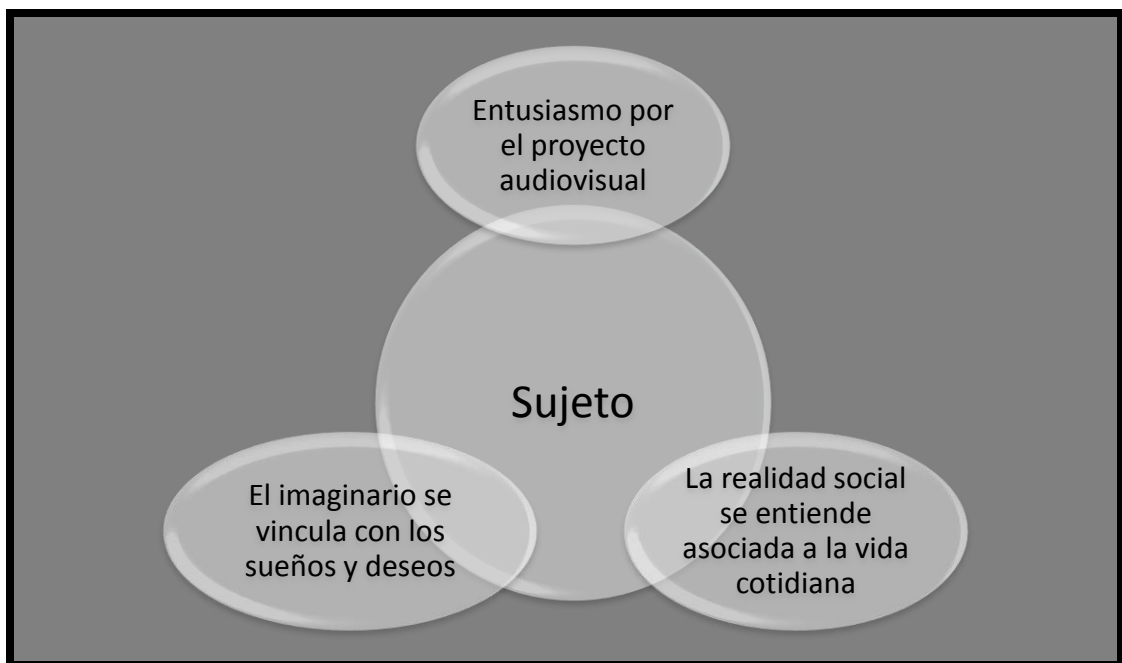 Entusiasmo por
el proyecto
audiovisual
Sujeto
El imaginario se
vincula con los
sueños y deseos
La realidad social
se entiende
asociada a la vida
cotidiana